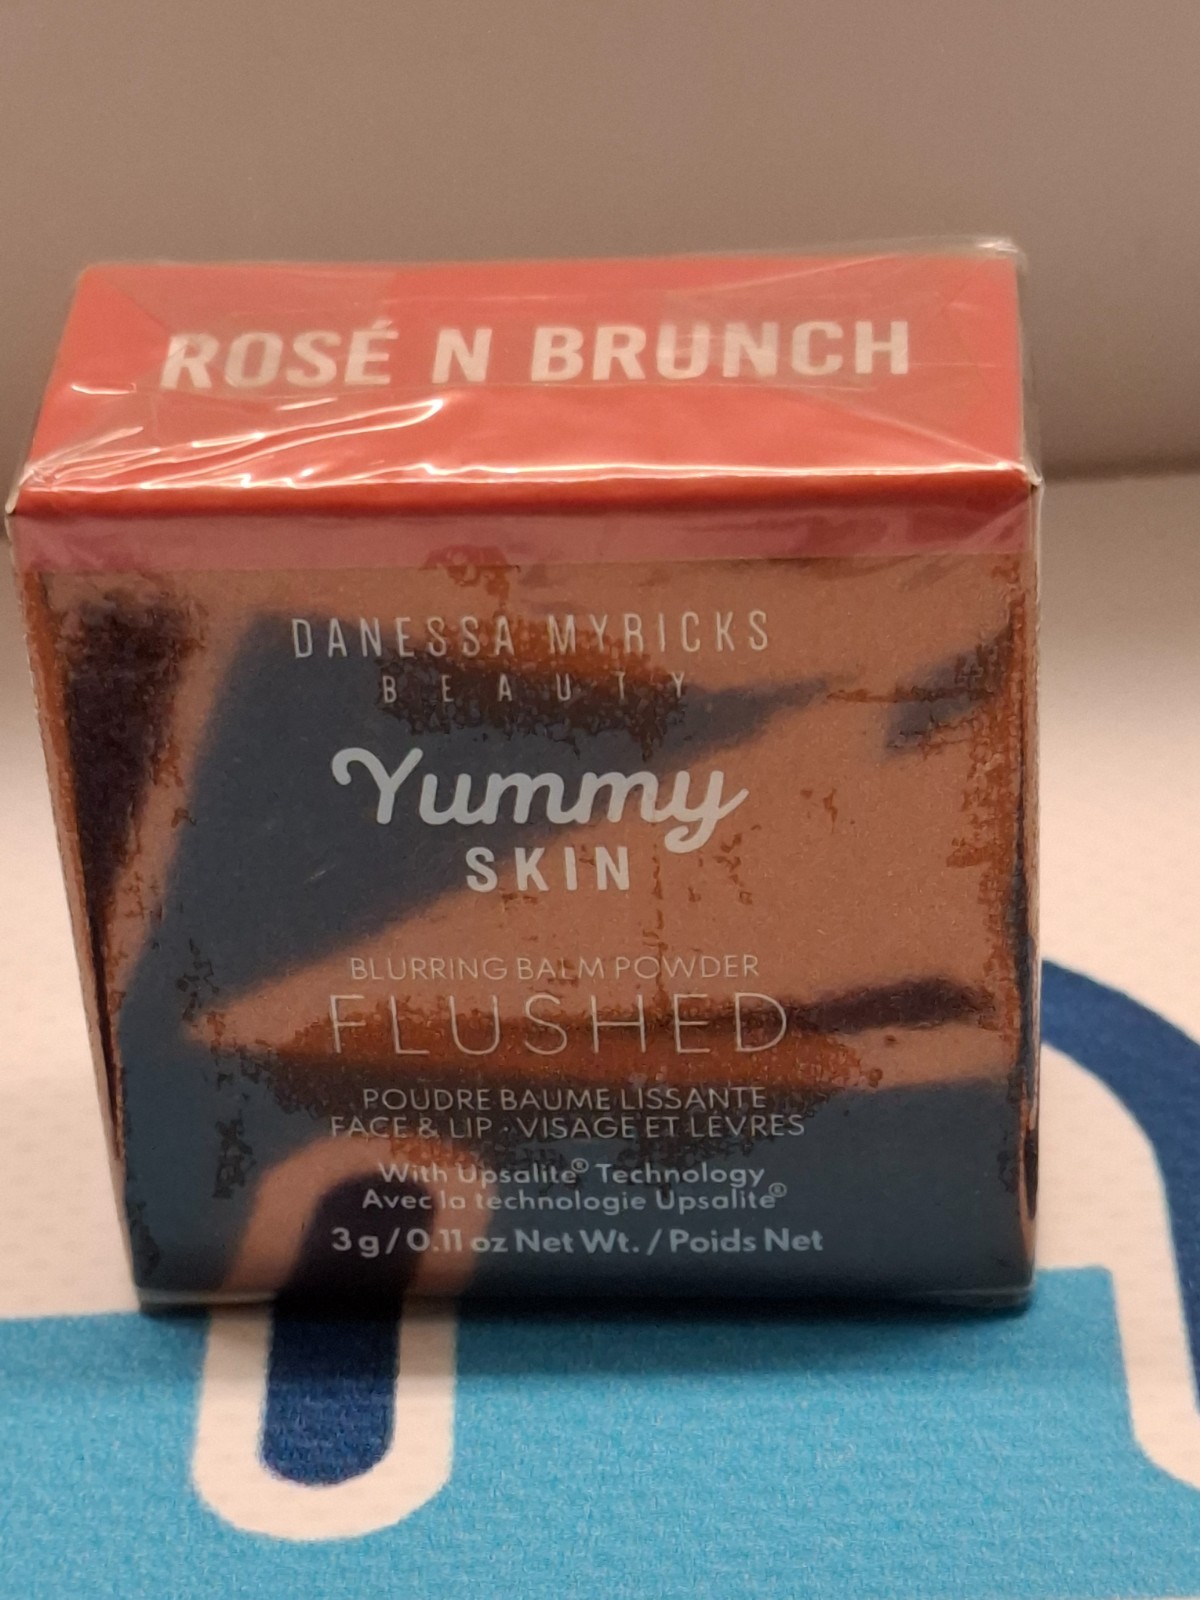 ROSÉ N BRUNCH
DANESSA MYRICKS
BEAUTY
Yummy
SKIN
BLURRING BALM POWDER
FLUSHED
POUDRE BAUME LISSANTE
FACE & LIP · VISAGE ET LÈVRES
With Upsalite® Technology
Avec la technologie Upsalite®
3 g / 0.11 oz Net Wt. / Poids Net